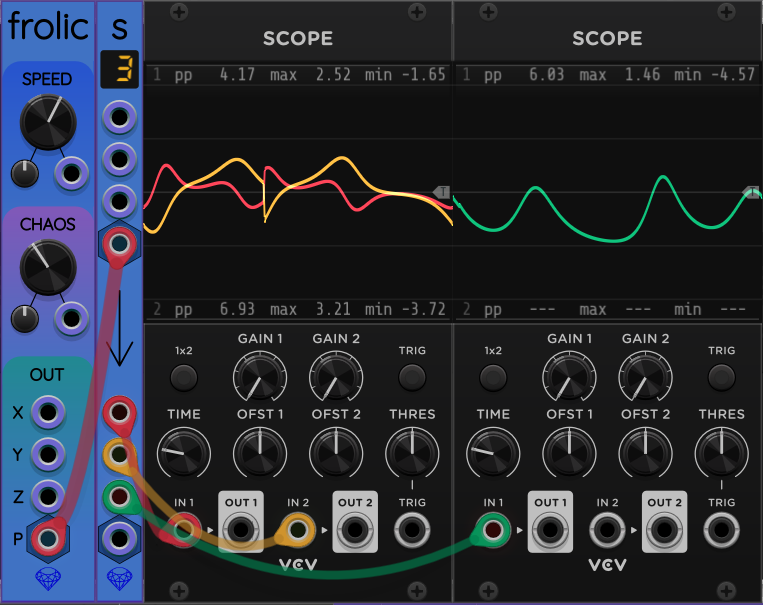 frolic
s
3
SCOPE
SCOPE
1 pp 4.17 max 2.52 min -1.65
1 pp 6.03 max 1.46 min -4.57
SPEED
CHAOS
T
T
2 pp 6.93 max 3.21 min -3.72
2 pp --- max --- min ---
OUT
X
Y
Z
P
1x2
GAIN 1
GAIN 2
TRIG
TIME
OFST 1
OFST 2
THRES
IN 1
OUT 1
IN 2
OUT 2
TRIG
VCV
1x2
GAIN 1
GAIN 2
TRIG
TIME
OFST 1
OFST 2
THRES
IN 1
OUT 1
IN 2
OUT 2
TRIG
VCV